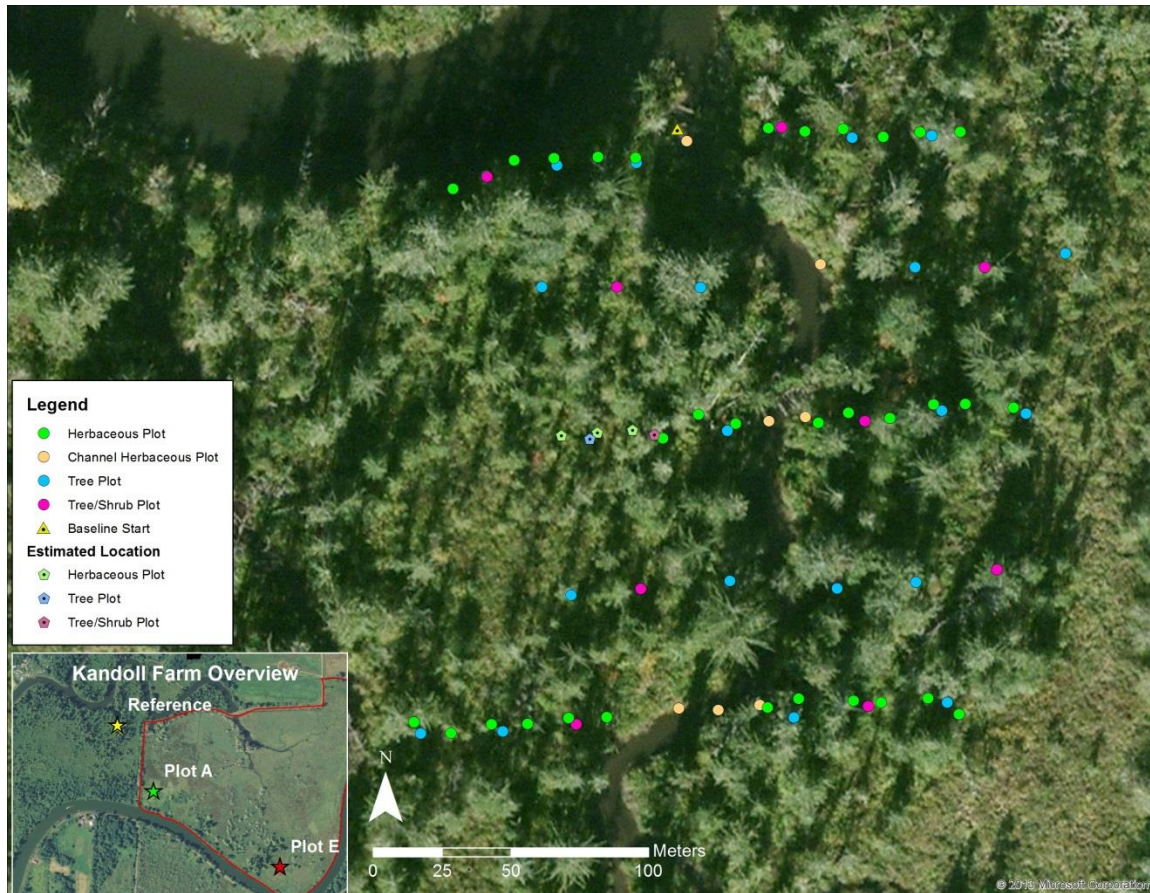 Legend
Herbaceous Plot
Channel Herbaceous Plot
Tree Plot
Tree/Shrub Plot
Baseline Start
Estimated Location
Herbaceous Plot
Tree Plot
Tree/Shrub Plot
Kandoll Farm Overview
Reference
Plot A
Plot E
N
Meters
0 25 50 100
© 2013 Microsoft Corporation